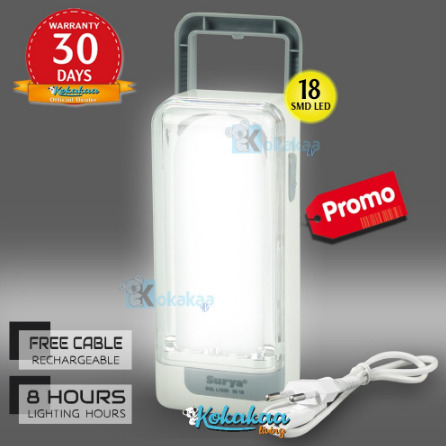 WARRANTY
30
DAYS
Kokakaa
Official Dealer
18
SMD LED
Kokakaa
Promo
Kokakaa
FREE CABLE
RECHARGEABLE
8 HOURS
LIGHTING HOURS
Surya®
Kokakaa
living